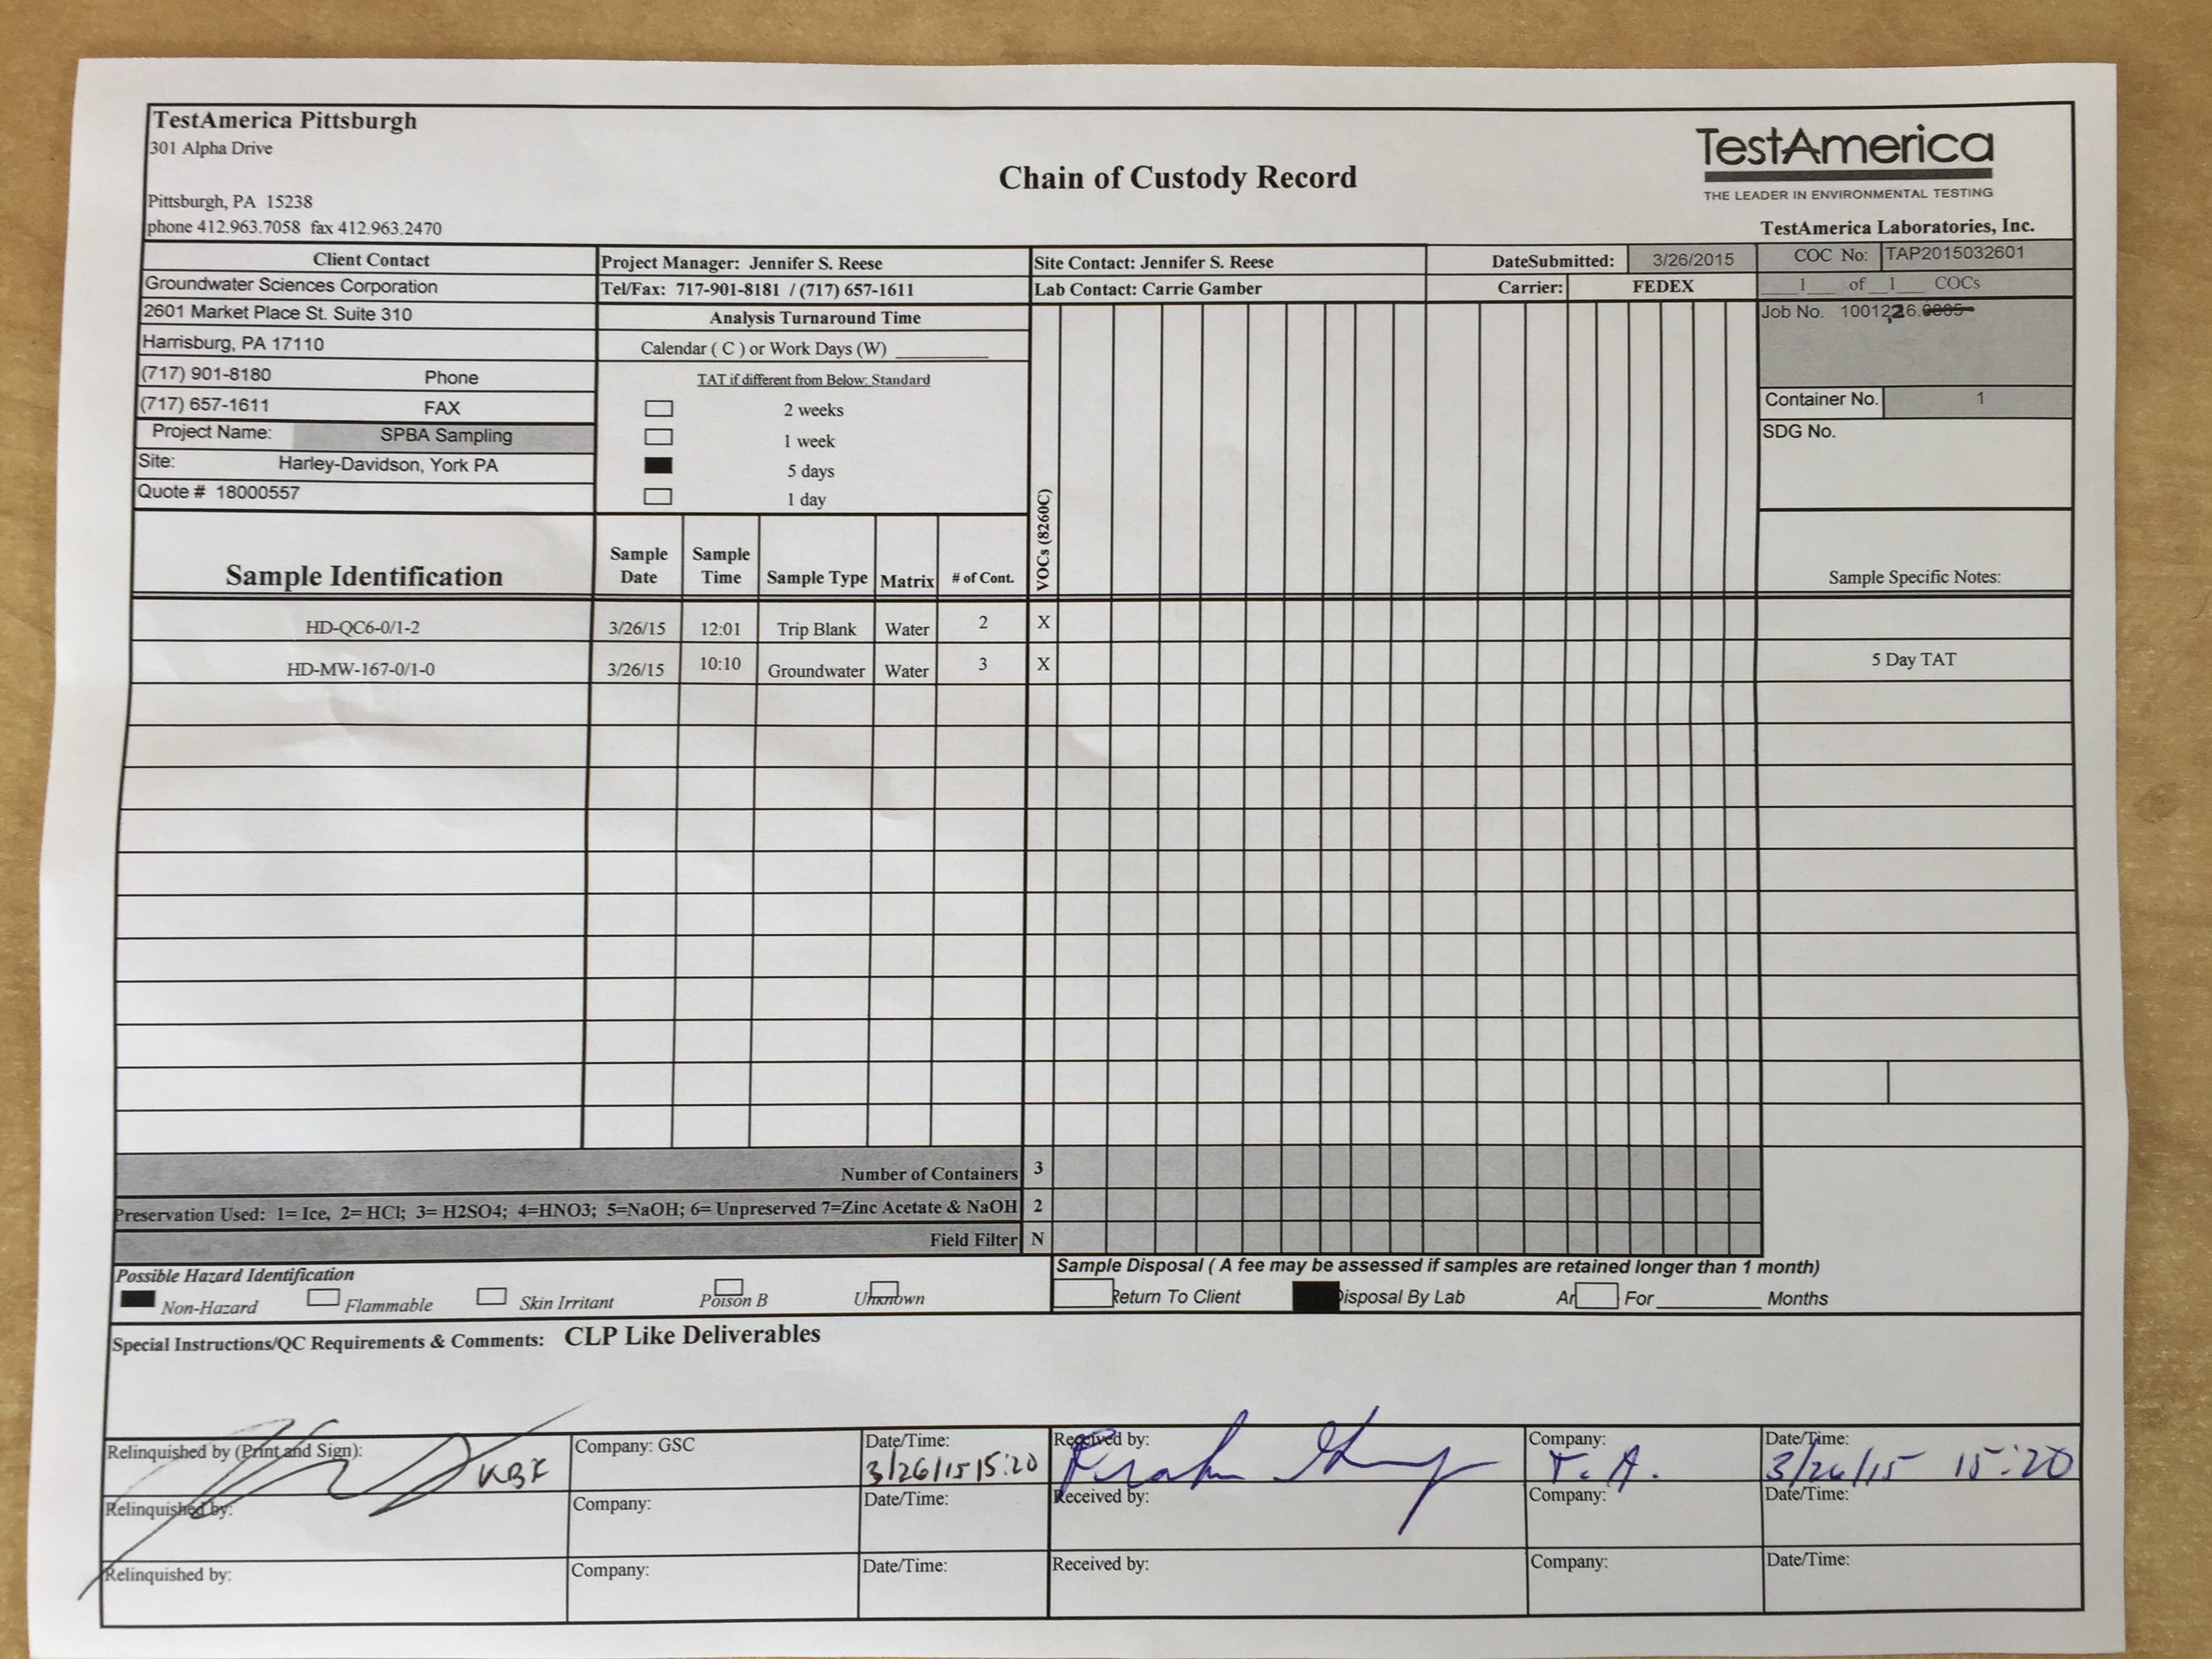 TestAmerica Pittsburgh
301 Alpha Drive
Pittsburgh, PA 15238
phone 412.963.7058 fax 412.963.2470
Chain of Custody Record
TestAmerica
THE LEADER IN ENVIRONMENTAL TESTING
TestAmerica Laboratories, Inc.
Client Contact
Groundwater Sciences Corporation
2601 Market Place St. Suite 310
Harrisburg, PA 17110
(717) 901-8180 Phone
(717) 657-1611 FAX
Project Name: SPBA Sampling
Site: Harley-Davidson, York PA
Quote # 18000557
Project Manager: Jennifer S. Reese
Tel/Fax: 717-901-8181 / (717) 657-1611
Analysis Turnaround Time
Calendar ( C ) or Work Days (W) ________
TAT if different from Below: Standard
2 weeks
1 week
5 days
1 day
Site Contact: Jennifer S. Reese
Lab Contact: Carrie Gamber
DateSubmitted: 3/26/2015
Carrier: FEDEX
COC No: TAP2015032601
__1__ of __1__ COCs
Job No. 1001226.
Container No. 1
SDG No.
Sample Identification
Sample Date
Sample Time
Sample Type
Matrix
# of Cont.
VOCs (8260C)
Sample Specific Notes:
HD-QC6-0/1-2 3/26/15 12:01 Trip Blank Water 2 X
HD-MW-167-0/1-0 3/26/15 10:10 Groundwater Water 3 X 5 Day TAT
Number of Containers 3
Preservation Used: 1= Ice, 2= HCl; 3= H2SO4; 4=HNO3; 5=NaOH; 6= Unpreserved 7=Zinc Acetate & NaOH 2
Field Filter N
Possible Hazard Identification
Non-Hazard Flammable Skin Irritant Poison B Unknown
Sample Disposal ( A fee may be assessed if samples are retained longer than 1 month)
Return To Client isposal By Lab Ar For __________ Months
Special Instructions/QC Requirements & Comments: CLP Like Deliverables
Relinquished by (Print and Sign): KBF Company: GSC Date/Time: 3/26/15 15:20 Received by: Company: T.A. Date/Time: 3/26/15 15:20
Relinquished by: Company: Date/Time: Received by: Company: Date/Time:
Relinquished by: Company: Date/Time: Received by: Company: Date/Time: